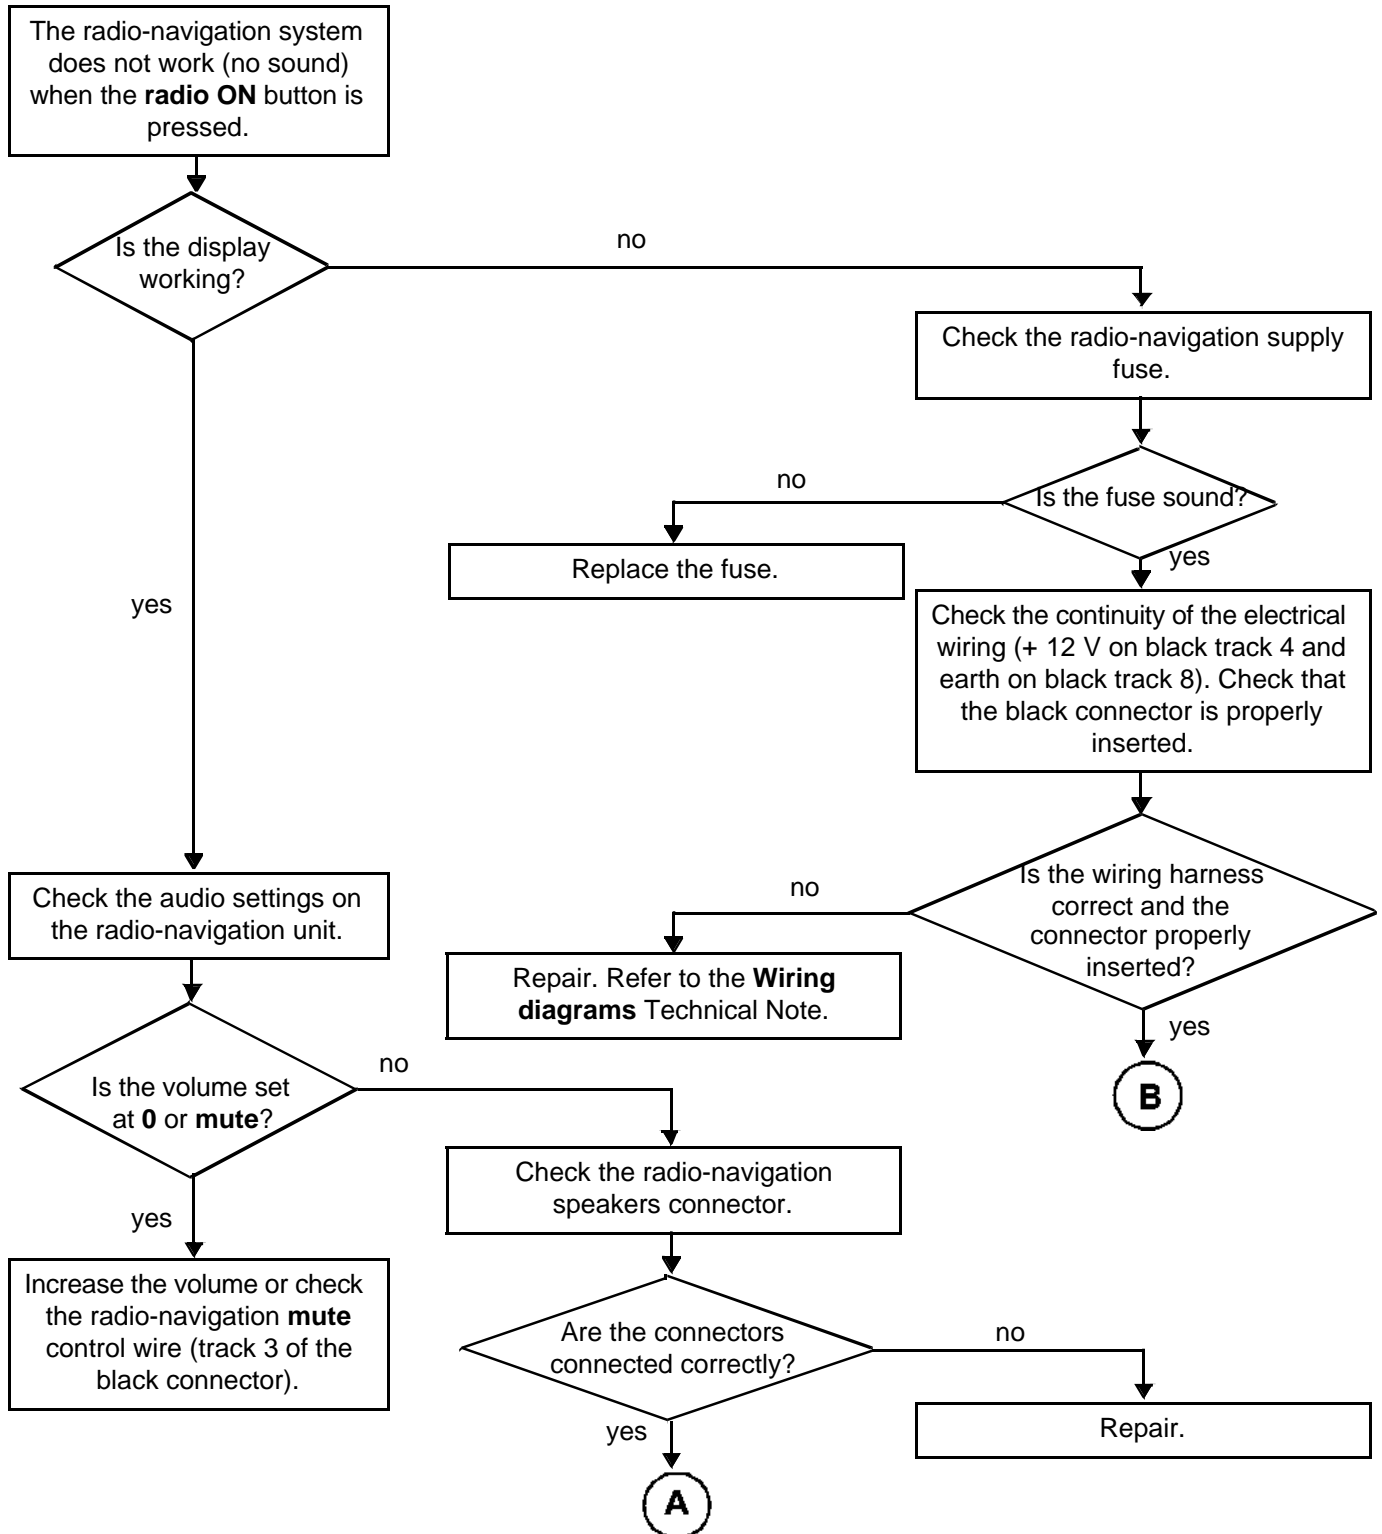 The radio-navigation system
does not work (no sound)
when the radio ON button is
pressed.
Is the display
working?
no
Check the radio-navigation supply
fuse.
Is the fuse sound?
no
Replace the fuse.
yes
yes
Check the continuity of the electrical
wiring (+ 12 V on black track 4 and
earth on black track 8). Check that
the black connector is properly
inserted.
Is the wiring harness
correct and the
connector properly
inserted?
no
Repair. Refer to the Wiring
diagrams Technical Note.
yes
B
Check the audio settings on
the radio-navigation unit.
Is the volume set
at 0 or mute?
no
Check the radio-navigation
speakers connector.
yes
Increase the volume or check
the radio-navigation mute
control wire (track 3 of the
black connector).
Are the connectors
connected correctly?
no
Repair.
yes
A